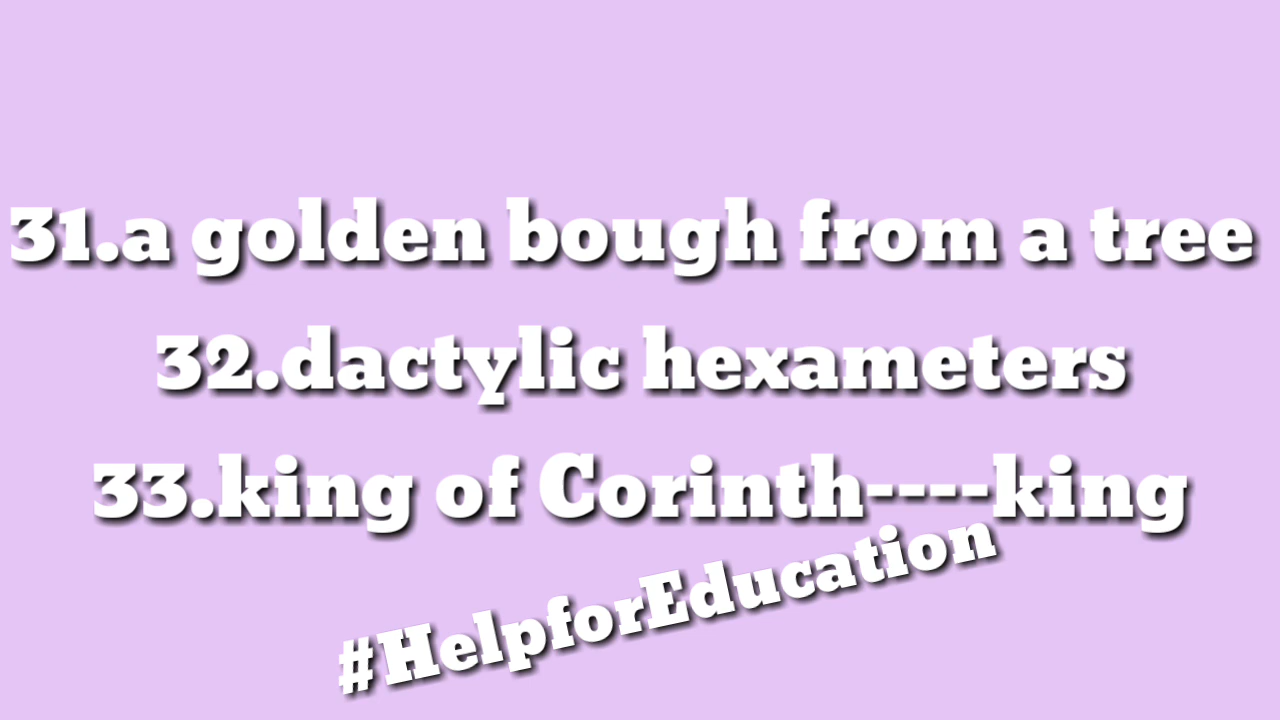 31.a golden bough from a tree
32.dactylic hexameters
33.king of Corinth----king
#HelpforEducation